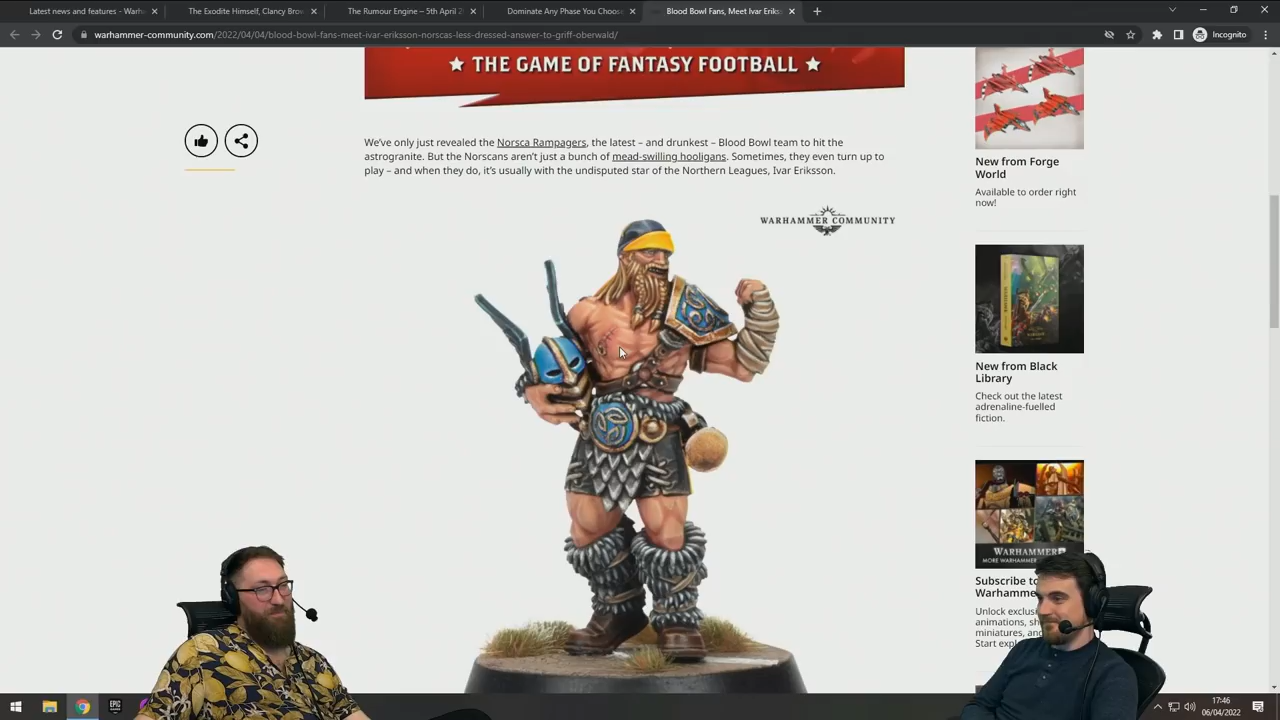 Latest news and features - Warh
The Exodite Himself, Clancy Brow
The Rumour Engine – 5th April 2
Dominate Any Phase You Choose
Blood Bowl Fans, Meet Ivar Eriks
warhammer-community.com/2022/04/04/blood-bowl-fans-meet-ivar-eriksson-norscas-less-dressed-answer-to-griff-oberwald/
Incognito
★ THE GAME OF FANTASY FOOTBALL ★
We've only just revealed the Norsca Rampagers, the latest – and drunkest – Blood Bowl team to hit the
astrogranite. But the Norscans aren't just a bunch of mead-swilling hooligans. Sometimes, they even turn up to
play – and when they do, it's usually with the undisputed star of the Northern Leagues, Ivar Eriksson.
WARHAMMER COMMUNITY
New from Forge
World
Available to order right
now!
New from Black
Library
Check out the latest
adrenaline-fuelled
fiction.
WARHAMMER
MORE WARHAMMER
Subscribe to
Warhamme
Unlock exclus
animations, sh
miniatures, an
Start expl
EPIC
17:46
06/04/2022